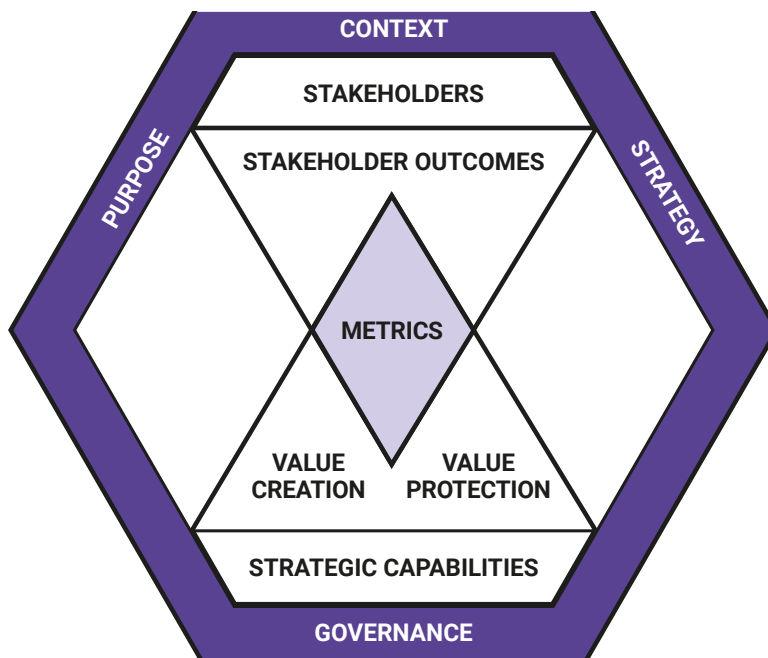 CONTEXT
STAKEHOLDERS
PURPOSE
STRATEGY
STAKEHOLDER OUTCOMES
METRICS
VALUE
CREATION
VALUE
PROTECTION
STRATEGIC CAPABILITIES
GOVERNANCE